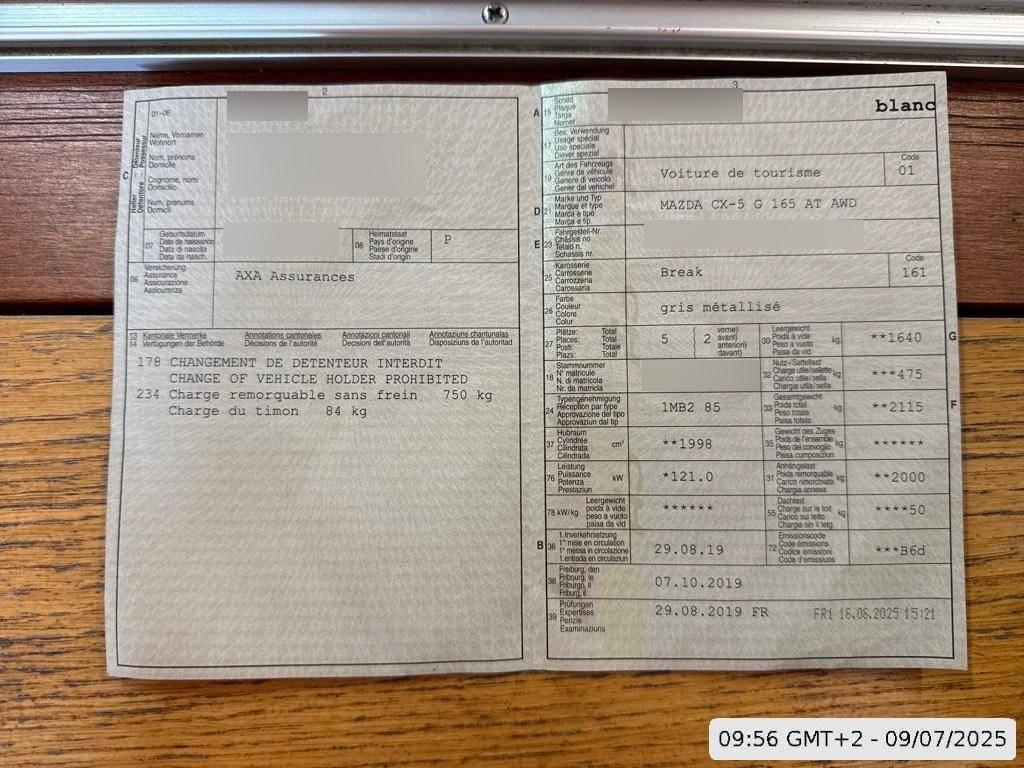 2
01-06
C
Halter Détenteur
Detentore Possessur
Name, Vornamen
Wohnort
Nom, prénoms
Domicile
Cognome, nomi
Domicilio
Num, prenums
Domicil
07
Geburtsdatum
Date de naissance
Data di nascita
Data da nasch.
08
Heimatstaat
Pays d'origine
Paese d'origine
Stadi d'origin
P
09
Versicherung
Assurance
Assicurazione
Assicuranza
AXA Assurances
13 Kantonale Vermerke Annotations cantonales Annotazioni cantonali Annotaziuns chantunalas
14 Verfügungen der Behörde Décisions de l'autorité Decisioni dell'autorità Disposiziuns da l'autoritad
178 CHANGEMENT DE DETENTEUR INTERDIT
CHANGE OF VEHICLE HOLDER PROHIBITED
234 Charge remorquable sans frein 750 kg
Charge du timon 84 kg
3
A
15
Schild
Plaque
Targa
Numer
blanc
17
Bes. Verwendung
Usage spécial
Uso speciale
Diever spezial
19
Art des Fahrzeugs
Genre de véhicule
Genere di veicolo
Gener dal vehichel
Voiture de tourisme
Code
01
D
21
Marke und Typ
Marque et type
Marca e tipo
Marca e tip
MAZDA CX-5 G 165 AT AWD
E
23
Fahrgestell-Nr.
Châssis no
Telaio n.
Schassis nr.
25
Karosserie
Carrosserie
Carrozzeria
Carossaria
Break
Code
161
26
Farbe
Couleur
Colore
Colur
gris métallisé
27
Plätze: Total
Places: Total
Posti: Totale
Plazs: Total
5
2
vorne)
avant)
anteriori)
davant)
30
Leergewicht
Poids à vide
Peso a vuoto
Paisa da vid
kg
**1640
G
18
Stammnummer
N° matricule
N. di matricola
Nr. da matricla
32
Nutz-/Sattellast
Charge utile/sellette
Carico utile/sella
Chargia utila/sella
kg
***475
24
Typengenehmigung
Réception par type
Approvazione del tipo
Approvaziun dal tip
1MB2 85
33
Gesamtgewicht
Poids total
Peso totale
Paisa totala
kg
**2115
F
37
Hubraum
Cylindrée
Cilindrata
Cilindrada
cm³
**1998
35
Gewicht des Zuges
Poids de l'ensemble
Peso del convoglio
Paisa cumposiziun
kg
******
76
Leistung
Puissance
Potenza
Prestaziun
kW
*121.0
31
Anhängelast
Poids remorquable
Carico rimorchiato
Chargia annexa
kg
**2000
78 kW/kg
Leergewicht
poids à vide
peso a vuoto
paisa da vid
******
55
Dachlast
Charge sur le toit
Carico sul tetto
Chargia sin il tetg
kg
****50
B
36
1. Inverkehrsetzung
1re mise en circulation
1a messa in circolazione
1. entrada en circulaziun
29.08.19
72
Emissionscode
Code émissions
Codice emissioni
Code d'emissiuns
***B6d
38
Freiburg, den
Fribourg, le
Friburgo, il
Friburg, il
07.10.2019
39
Prüfungen
Expertises
Perizie
Examinaziuns
29.08.2019 FR
FR1 16.06.2025 15:21
09:56 GMT+2 - 09/07/2025